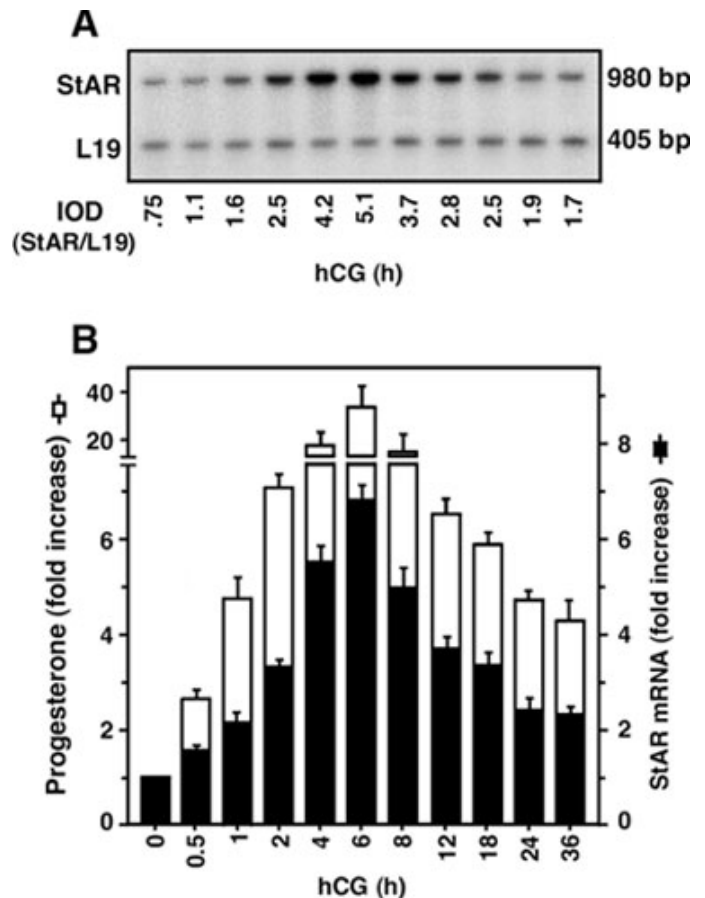 A
StAR
980 bp
L19
405 bp
IOD
(StAR/L19)
.75 1.1 1.6 2.5 4.2 5.1 3.7 2.8 2.5 1.9 1.7
hCG (h)
B
Progesterone (fold increase)
40
20
6
4
2
0
8
6
4
2
0
StAR mRNA (fold increase)
0 0.5 1 2 4 6 8 12 18 24 36
hCG (h)